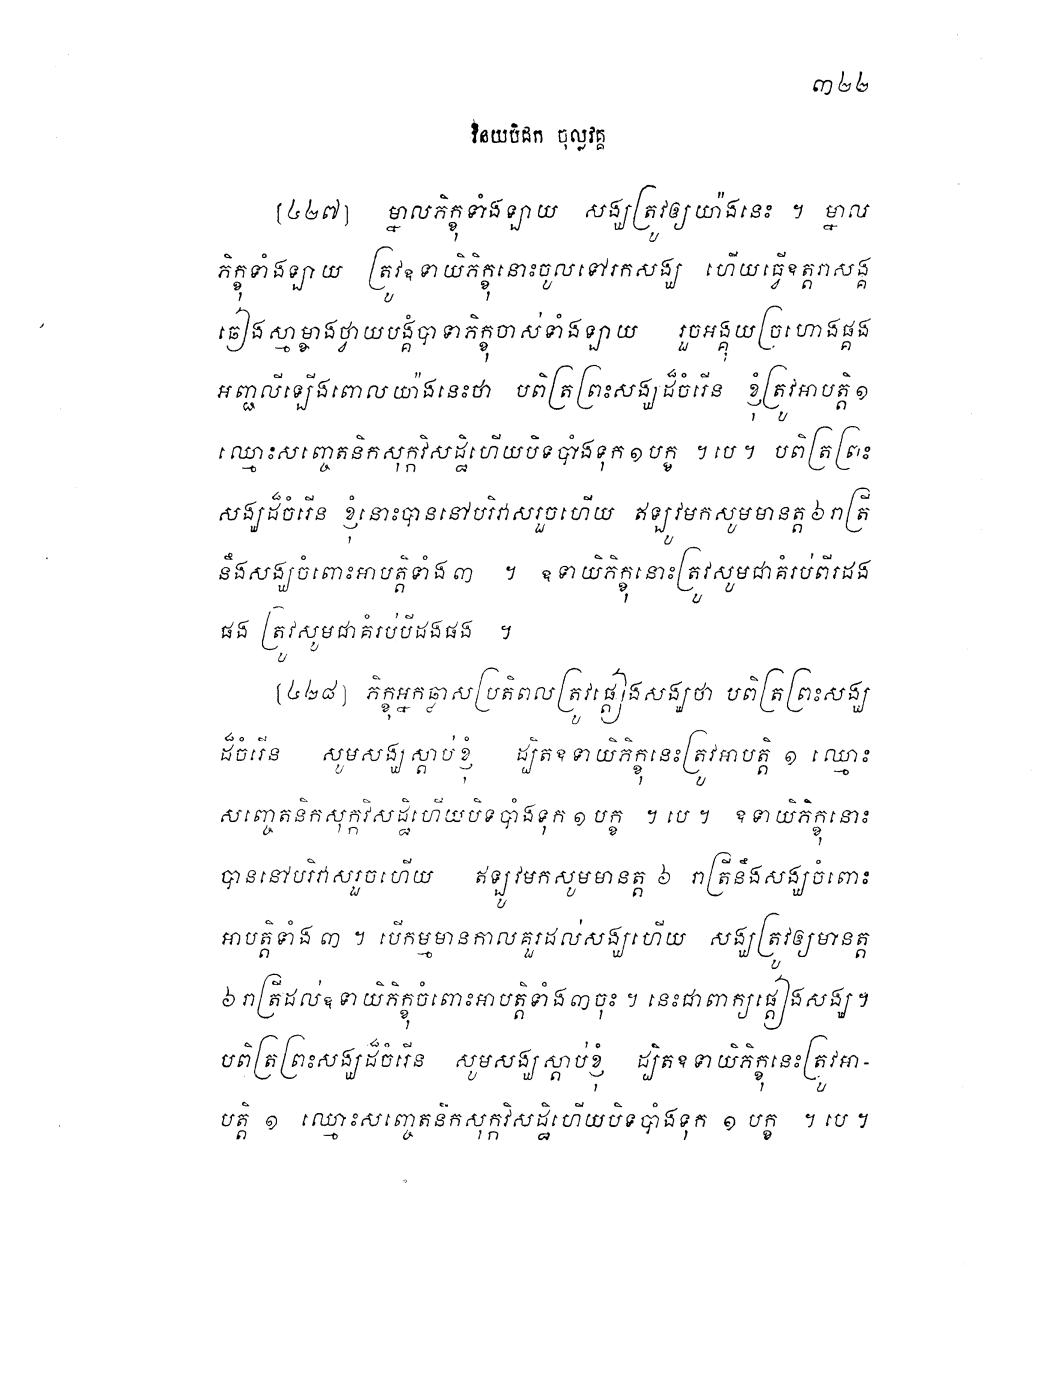 ៣២២
វិនយបិដក ចុល្លវគ្គ
[៤២៧] ម្នាលភិក្ខុទាំងឡាយ សង្ឃត្រូវឲ្យយ៉ាងនេះ ។ ម្នាល
ភិក្ខុទាំងឡាយ ត្រូវឧទាយិភិក្ខុនោះចូលទៅរកសង្ឃ ហើយធ្វើឧត្តរាសង្គ
ឆៀងស្មាម្ខាងថ្វាយបង្គំបាទាភិក្ខុចាស់ទាំងឡាយ រួចអង្គុយច្រហោងផ្គង
អញ្ជលីឡើងពោលយ៉ាងនេះថា បពិត្រព្រះសង្ឃដ៏ចំរើន ខ្ញុំត្រូវអាបត្តិ១
ឈ្មោះសញ្ចេតនិកសុក្កវិសដ្ឋិហើយបិទបាំងទុក១បក្ខ ។បេ។ បពិត្រព្រះ
សង្ឃដ៏ចំរើន ខ្ញុំនោះបាននៅបរិវាសរួចហើយ ឥឡូវមកសូមមានត្ត៦រាត្រី
នឹងសង្ឃចំពោះអាបត្តិទាំង៣ ។ ឧទាយិភិក្ខុនោះត្រូវសូមជាគំរប់ពីរដង
ផង ត្រូវសូមជាគំរប់បីដងផង ។
[៤២៨] ភិក្ខុអ្នកឆ្លាសប្រតិពលត្រូវផ្តៀងសង្ឃថា បពិត្រព្រះសង្ឃ
ដ៏ចំរើន សូមសង្ឃស្តាប់ខ្ញុំ ដ្បិតឧទាយិភិក្ខុនេះត្រូវអាបត្តិ ១ ឈ្មោះ
សញ្ចេតនិកសុក្កវិសដ្ឋិហើយបិទបាំងទុក ១ បក្ខ ។បេ។ ឧទាយិភិក្ខុនោះ
បាននៅបរិវាសរួចហើយ ឥឡូវមកសូមមានត្ត ៦ រាត្រីនឹងសង្ឃចំពោះ
អាបត្តិទាំង ៣ ។ បើកម្មមានកាលគួរដល់សង្ឃហើយ សង្ឃត្រូវឲ្យមានត្ត
៦ រាត្រីដល់ឧទាយិភិក្ខុចំពោះអាបត្តិទាំង៣ចុះ ។ នេះជាពាក្យផ្តៀងសង្ឃ។
បពិត្រព្រះសង្ឃដ៏ចំរើន សូមសង្ឃស្តាប់ខ្ញុំ ដ្បិតឧទាយិភិក្ខុនេះត្រូវអា-
បត្តិ ១ ឈ្មោះសញ្ចេតនិកសុក្កវិសដ្ឋិហើយបិទបាំងទុក ១ បក្ខ ។បេ។